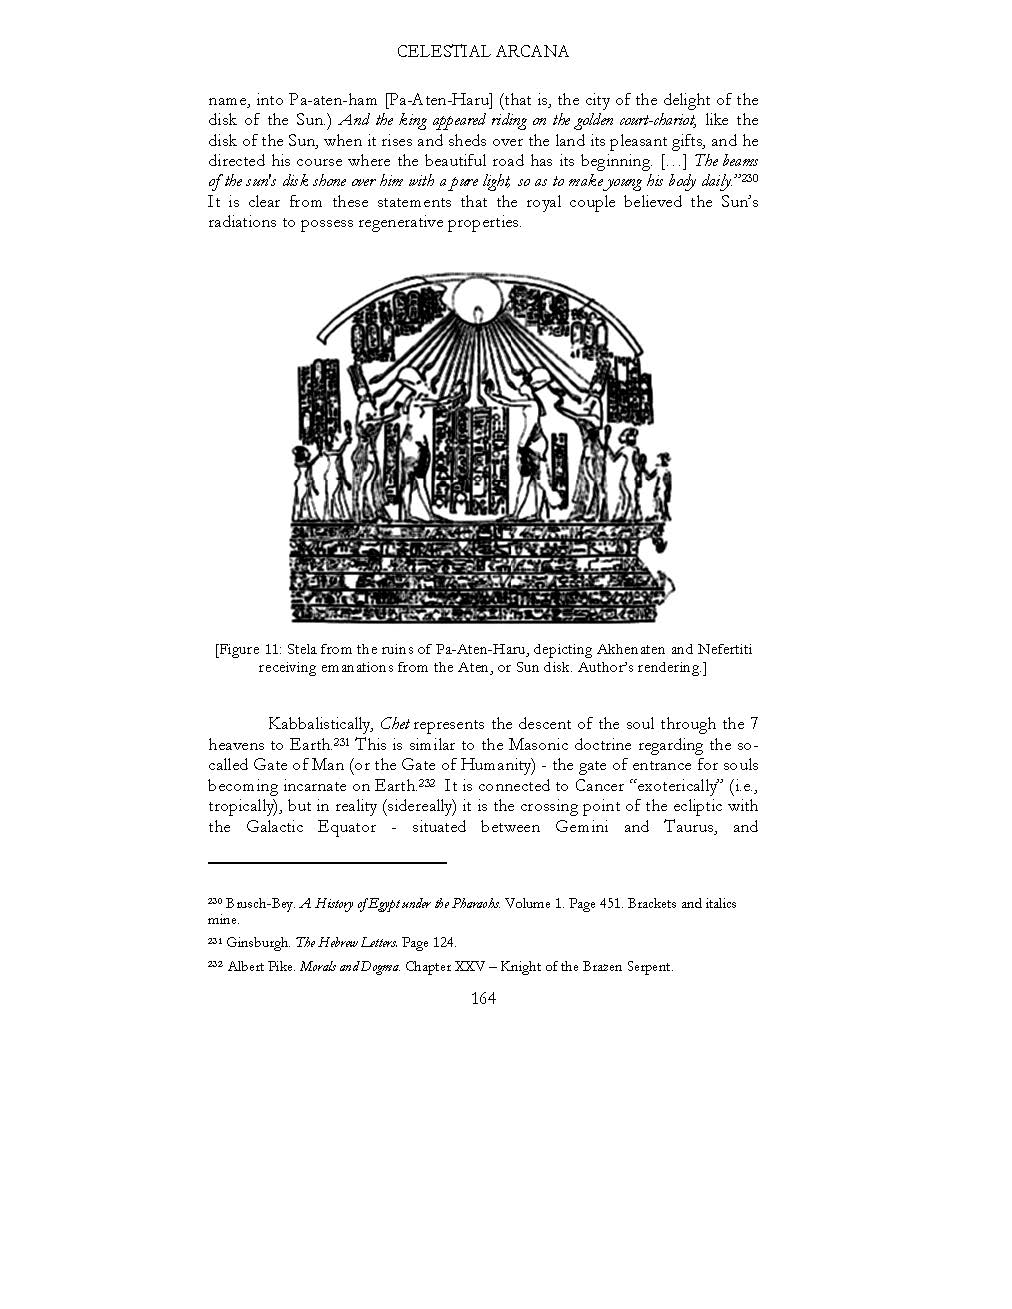 CELESTIAL ARCANA
name, into Pa-aten-ham [Pa-Aten-Haru] (that is, the city of the delight of the
disk of the Sun.) And the king appeared riding on the golden court-chariot, like the
disk of the Sun, when it rises and sheds over the land its pleasant gifts, and he
directed his course where the beautiful road has its beginning. […] The beams
of the sun's disk shone over him with a pure light, so as to make young his body daily.”²³⁰
It is clear from these statements that the royal couple believed the Sun’s
radiations to possess regenerative properties.
[Figure 11: Stela from the ruins of Pa-Aten-Haru, depicting Akhenaten and Nefertiti
receiving emanations from the Aten, or Sun disk. Author’s rendering.]
Kabbalistically, Chet represents the descent of the soul through the 7
heavens to Earth.²³¹ This is similar to the Masonic doctrine regarding the so-
called Gate of Man (or the Gate of Humanity) - the gate of entrance for souls
becoming incarnate on Earth.²³² It is connected to Cancer “exoterically” (i.e.,
tropically), but in reality (sidereally) it is the crossing point of the ecliptic with
the Galactic Equator - situated between Gemini and Taurus, and
²³⁰ Brusch-Bey. A History of Egypt under the Pharaohs. Volume 1. Page 451. Brackets and italics
mine.
²³¹ Ginsburgh. The Hebrew Letters. Page 124.
²³² Albert Pike. Morals and Dogma. Chapter XXV – Knight of the Brazen Serpent.
164